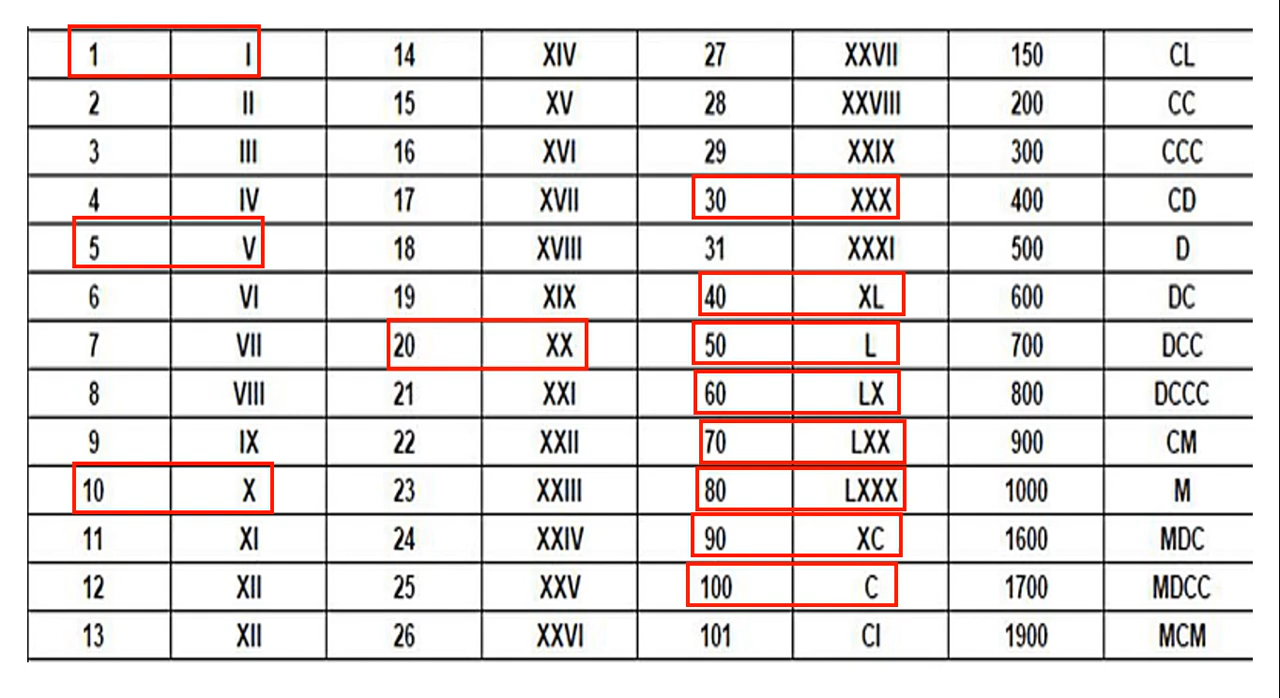 1 I 14 XIV 27 XXVII 150 CL
2 II 15 XV 28 XXVIII 200 CC
3 III 16 XVI 29 XXIX 300 CCC
4 IV 17 XVII 30 XXX 400 CD
5 V 18 XVIII 31 XXXI 500 D
6 VI 19 XIX 40 XL 600 DC
7 VII 20 XX 50 L 700 DCC
8 VIII 21 XXI 60 LX 800 DCCC
9 IX 22 XXII 70 LXX 900 CM
10 X 23 XXIII 80 LXXX 1000 M
11 XI 24 XXIV 90 XC 1600 MDC
12 XII 25 XXV 100 C 1700 MDCC
13 XII 26 XXVI 101 CI 1900 MCM